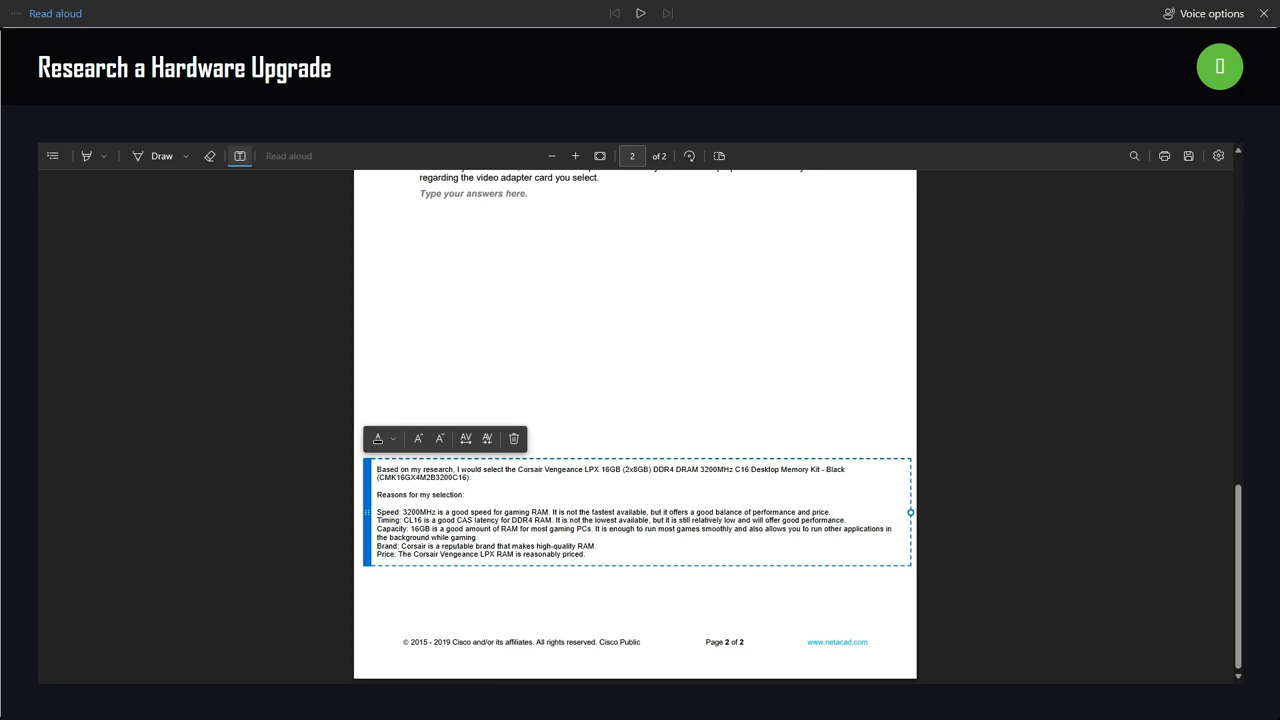 Read aloud
Voice options
Research a Hardware Upgrade
Draw
Read aloud
2 of 2
regarding the video adapter card you select.
Type your answers here.
Based on my research, I would select the Corsair Vengeance LPX 16GB (2x8GB) DDR4 DRAM 3200MHz C16 Desktop Memory Kit - Black
(CMK16GX4M2B3200C16).
Reasons for my selection:
Speed: 3200MHz is a good speed for gaming RAM. It is not the fastest available, but it offers a good balance of performance and price.
Timing: CL16 is a good CAS latency for DDR4 RAM. It is not the lowest available, but it is still relatively low and will offer good performance.
Capacity: 16GB is a good amount of RAM for most gaming PCs. It is enough to run most games smoothly and also allows you to run other applications in
the background while gaming.
Brand: Corsair is a reputable brand that makes high-quality RAM.
Price: The Corsair Vengeance LPX RAM is reasonably priced.
© 2015 - 2019 Cisco and/or its affiliates. All rights reserved. Cisco Public Page 2 of 2 www.netacad.com